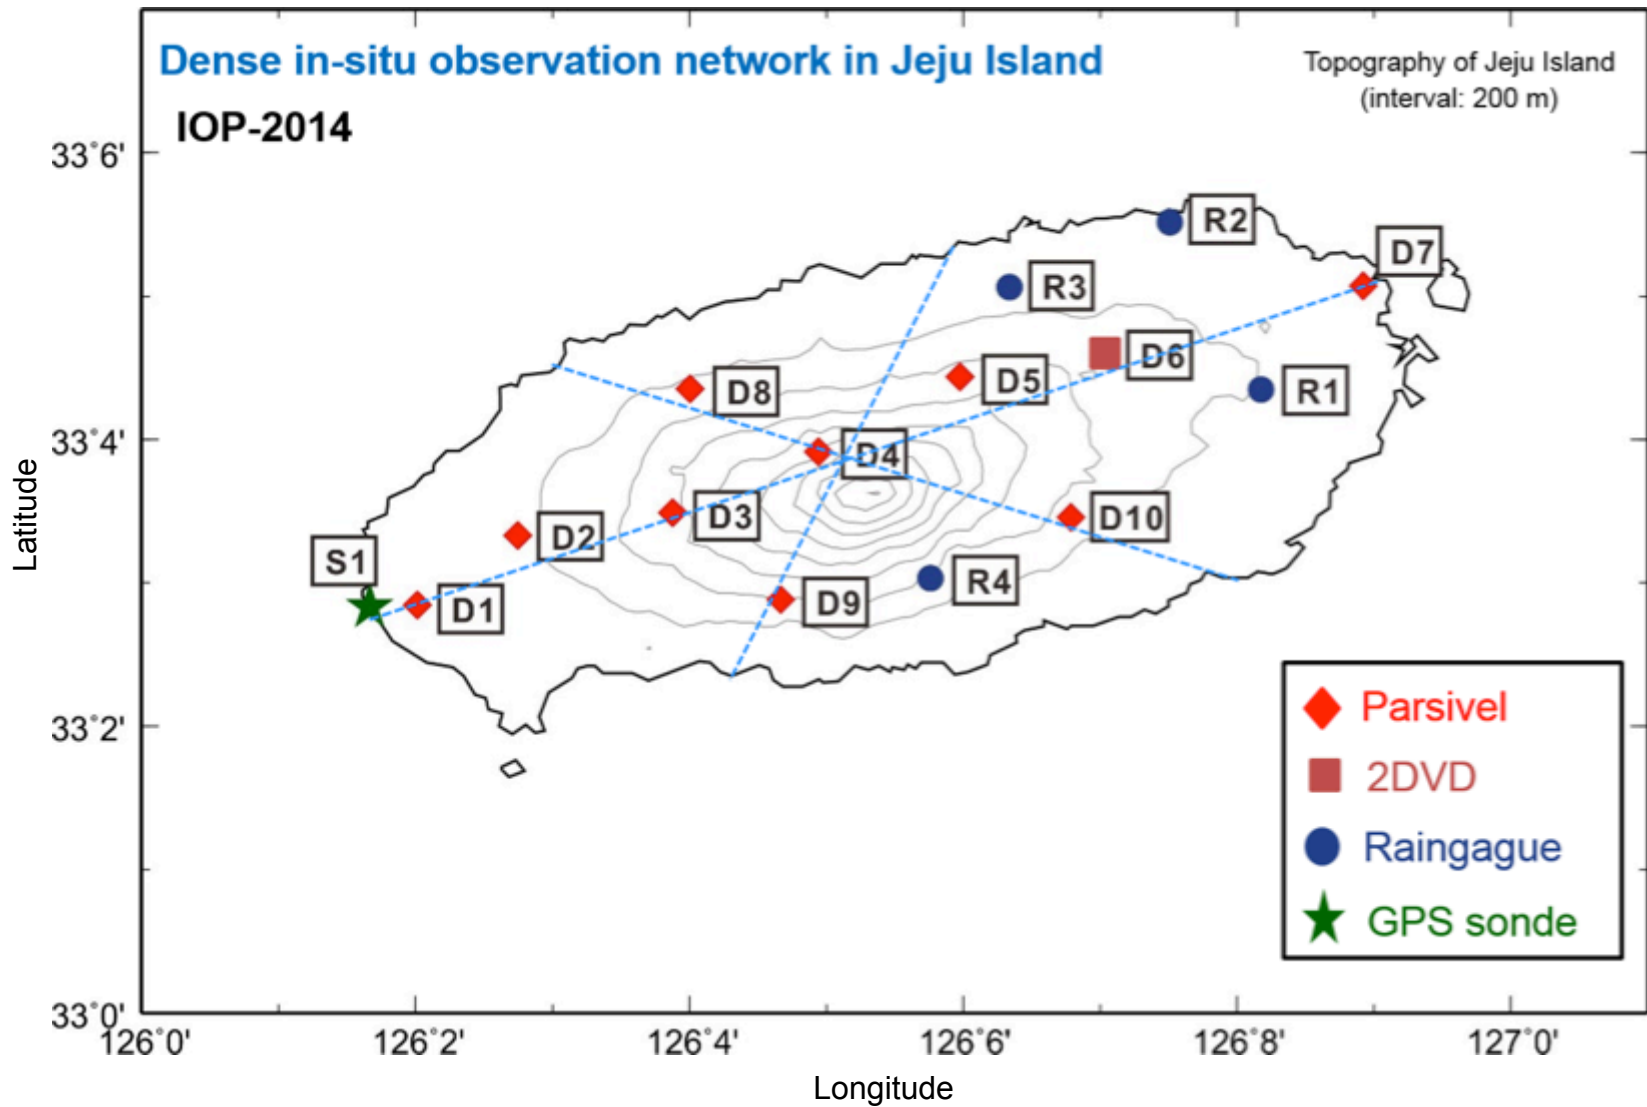 Dense in-situ observation network in Jeju Island
Topography of Jeju Island
(interval: 200 m)
IOP-2014
33°6'
33°4'
33°2'
33°0'
Latitude
R2
D7
R3
D6
D5
D8
R1
D4
D3
D10
D2
S1
R4
D9
D1
Parsivel
2DVD
Raingague
GPS sonde
126°0'
126°2'
126°4'
126°6'
126°8'
127°0'
Longitude